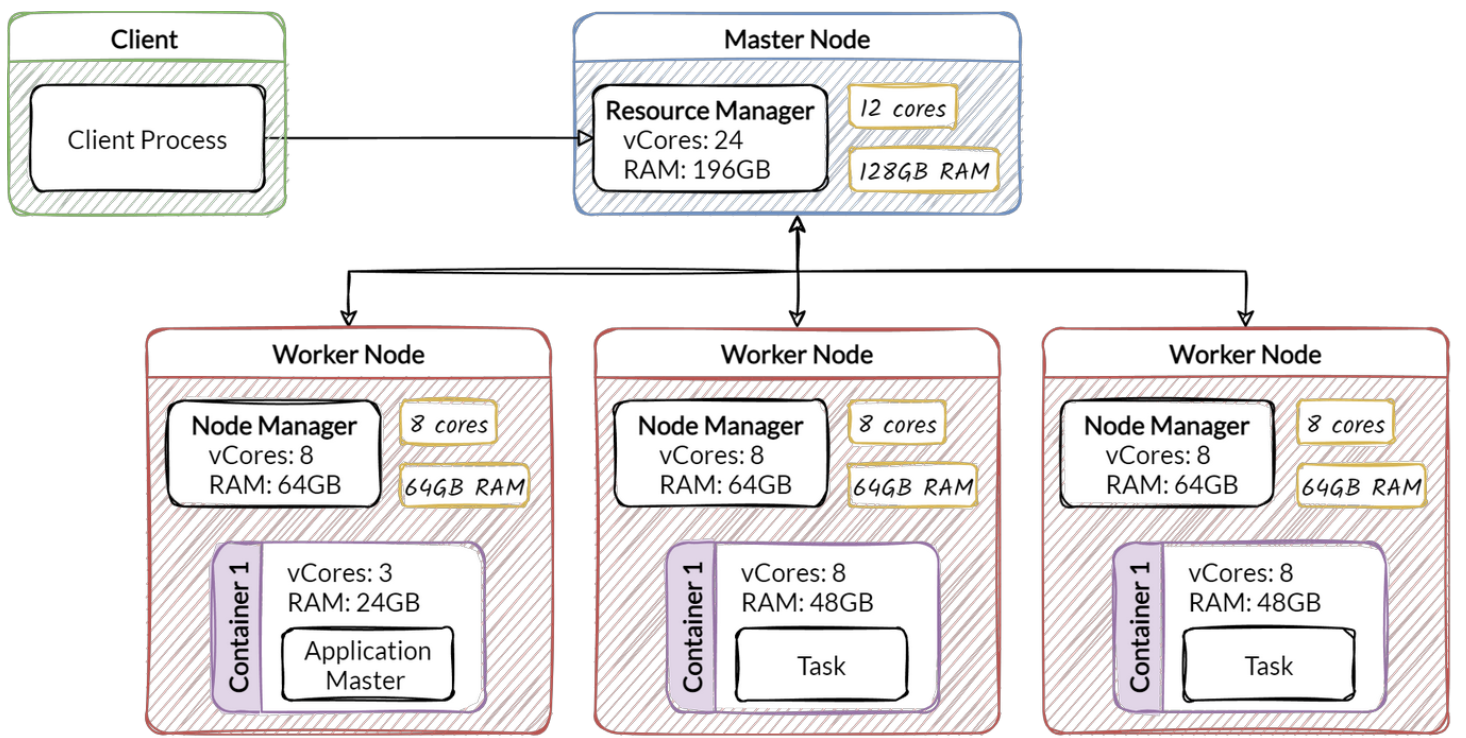 Client
Client Process
Master Node
Resource Manager
vCores: 24
RAM: 196GB
12 cores
128GB RAM
Worker Node
Node Manager
vCores: 8
RAM: 64GB
8 cores
64GB RAM
Container 1
vCores: 3
RAM: 24GB
Application
Master
Worker Node
Node Manager
vCores: 8
RAM: 64GB
8 cores
64GB RAM
Container 1
vCores: 8
RAM: 48GB
Task
Worker Node
Node Manager
vCores: 8
RAM: 64GB
8 cores
64GB RAM
Container 1
vCores: 8
RAM: 48GB
Task